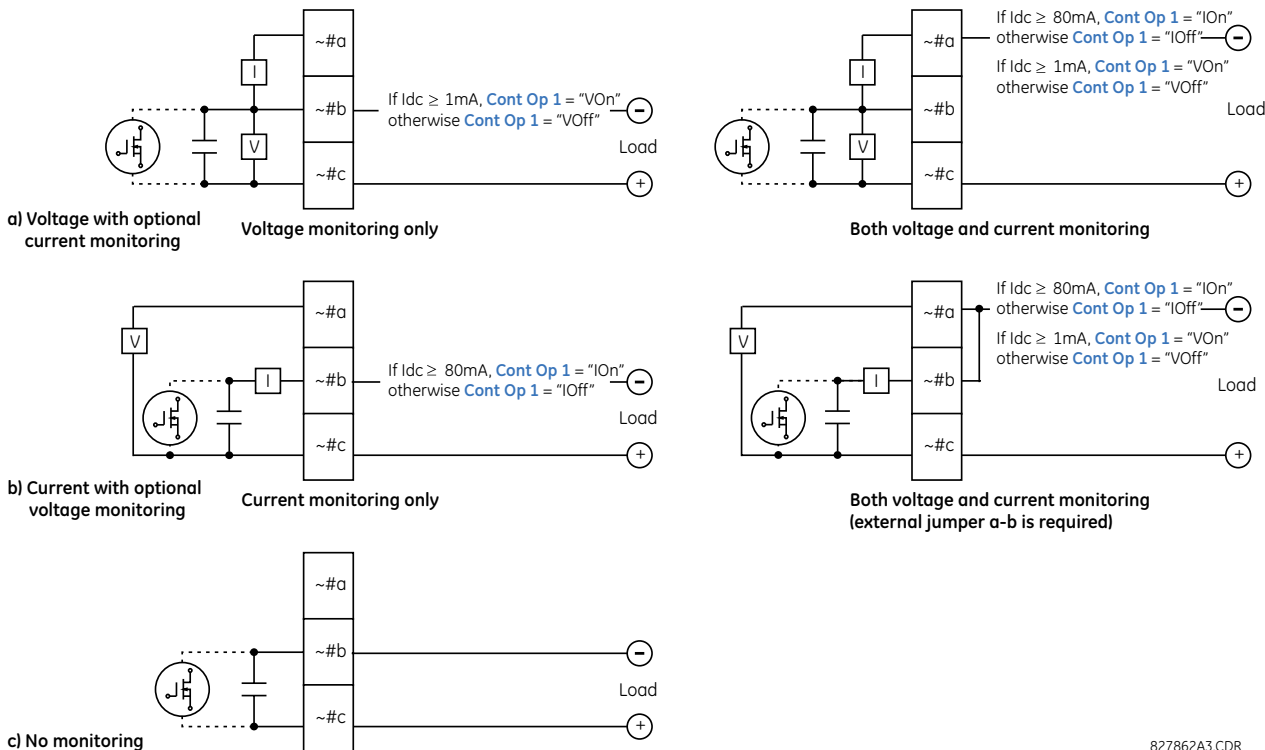 ~#a
I
~#b
If Idc ≥ 1mA, Cont Op 1 = “VOn”
otherwise Cont Op 1 = “VOff”
−
V
Load
~#c
+
a) Voltage with optional
current monitoring
Voltage monitoring only
~#a
If Idc ≥ 80mA, Cont Op 1 = “IOn”
otherwise Cont Op 1 = “IOff”
−
If Idc ≥ 1mA, Cont Op 1 = “VOn”
otherwise Cont Op 1 = “VOff”
I
~#b
Load
V
~#c
+
Both voltage and current monitoring
~#a
V
I
~#b
If Idc ≥ 80mA, Cont Op 1 = “IOn”
otherwise Cont Op 1 = “IOff”
−
Load
~#c
+
b) Current with optional
voltage monitoring
Current monitoring only
~#a
If Idc ≥ 80mA, Cont Op 1 = “IOn”
otherwise Cont Op 1 = “IOff”
−
If Idc ≥ 1mA, Cont Op 1 = “VOn”
otherwise Cont Op 1 = “VOff”
V
I
~#b
Load
~#c
+
Both voltage and current monitoring
(external jumper a-b is required)
~#a
~#b
−
Load
~#c
+
c) No monitoring
827862A3.CDR